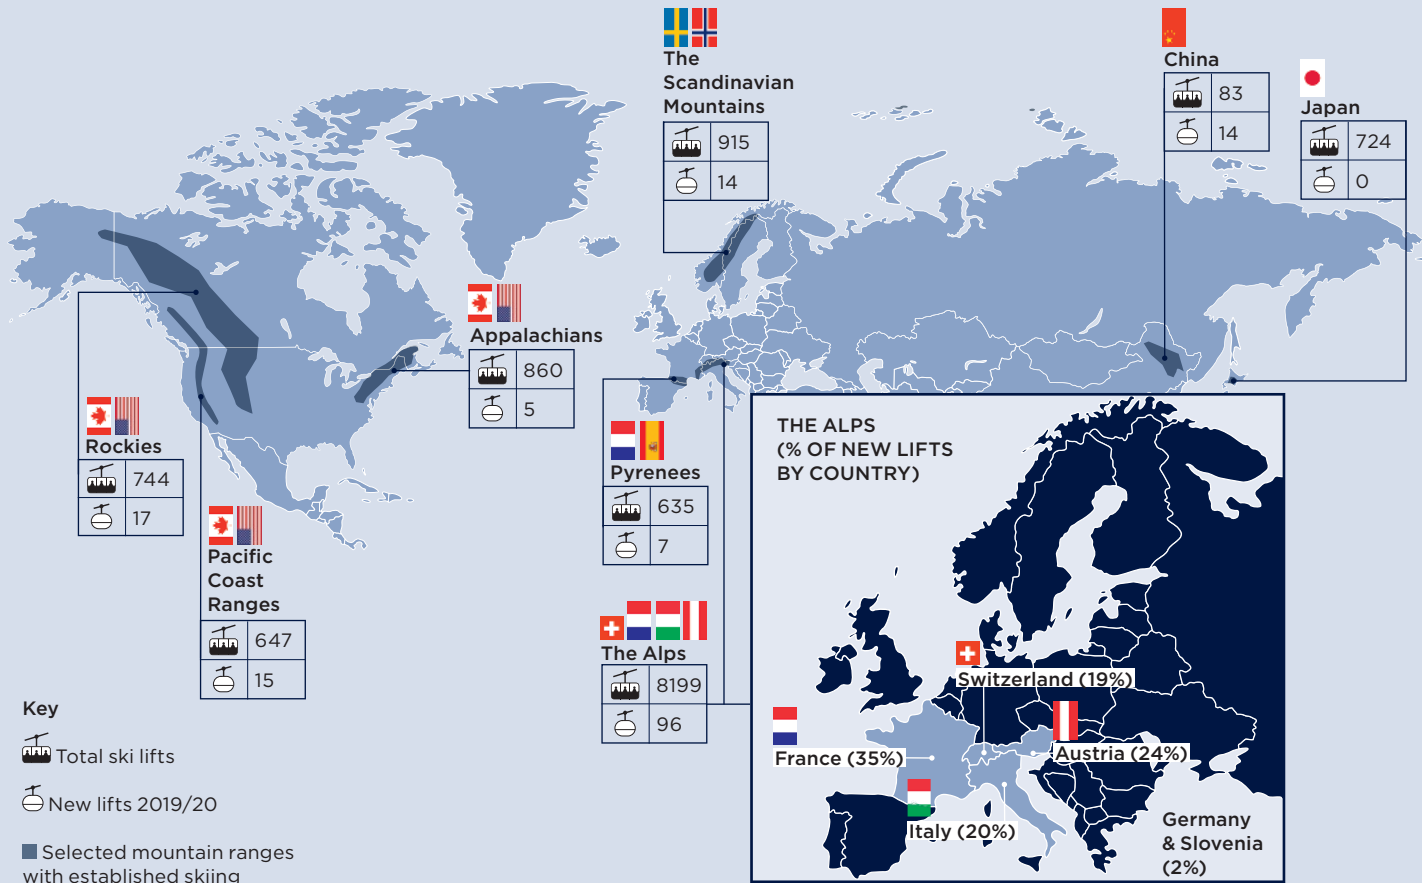 The
Scandinavian
Mountains
915
14
China
83
14
Japan
724
0
Appalachians
860
5
Rockies
744
17
Pacific
Coast
Ranges
647
15
Pyrenees
635
7
The Alps
8199
96
THE ALPS
(% OF NEW LIFTS
BY COUNTRY)
Switzerland (19%)
France (35%)
Austria (24%)
Italy (20%)
Germany
& Slovenia
(2%)
Key
Total ski lifts
New lifts 2019/20
Selected mountain ranges
with established skiing